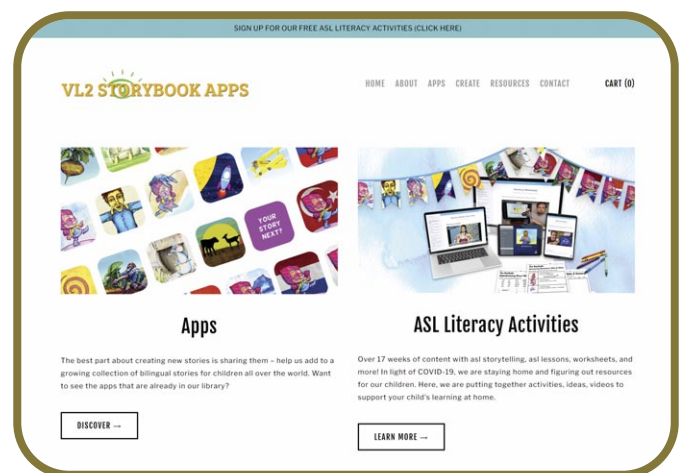 SIGN UP FOR OUR FREE ASL LITERACY ACTIVITIES (CLICK HERE)
VL2 STORYBOOK APPS
HOME ABOUT APPS CREATE RESOURCES CONTACT CART (0)
YOUR
STORY
NEXT?
Apps
The best part about creating new stories is sharing them – help us add to a
growing collection of bilingual stories for children all over the world. Want
to see the apps that are already in our library?
DISCOVER →
ASL Literacy Activities
Over 17 weeks of content with asl storytelling, asl lessons, worksheets, and
more! In light of COVID-19, we are staying home and figuring out resources
for our children. Here, we are putting together activities, ideas, videos to
support your child's learning at home.
LEARN MORE →